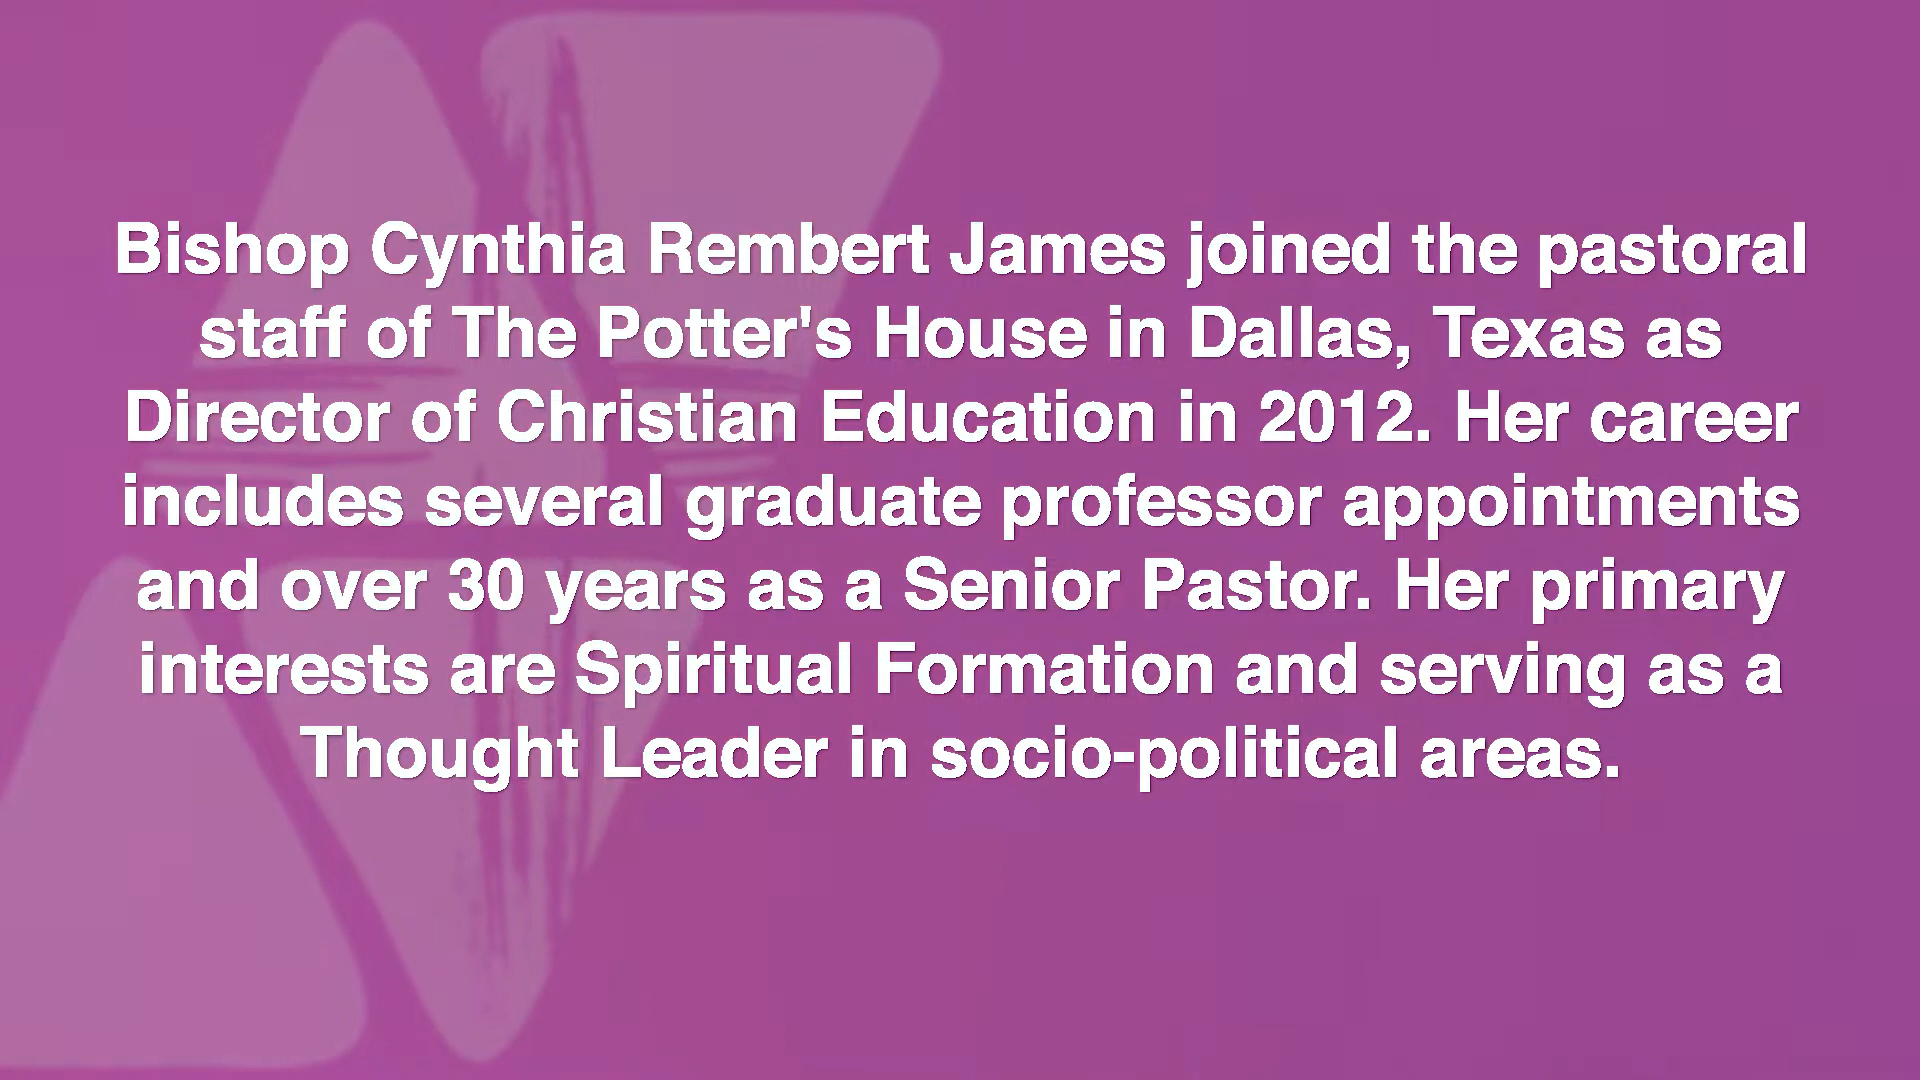 Bishop Cynthia Rembert James joined the pastoral
staff of The Potter's House in Dallas, Texas as
Director of Christian Education in 2012. Her career
includes several graduate professor appointments
and over 30 years as a Senior Pastor. Her primary
interests are Spiritual Formation and serving as a
Thought Leader in socio-political areas.